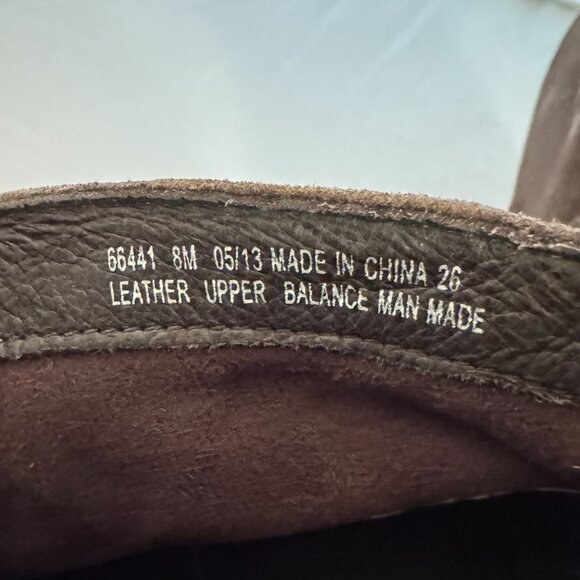 66441 8M 05/13 MADE IN CHINA 26
LEATHER UPPER BALANCE MAN MADE